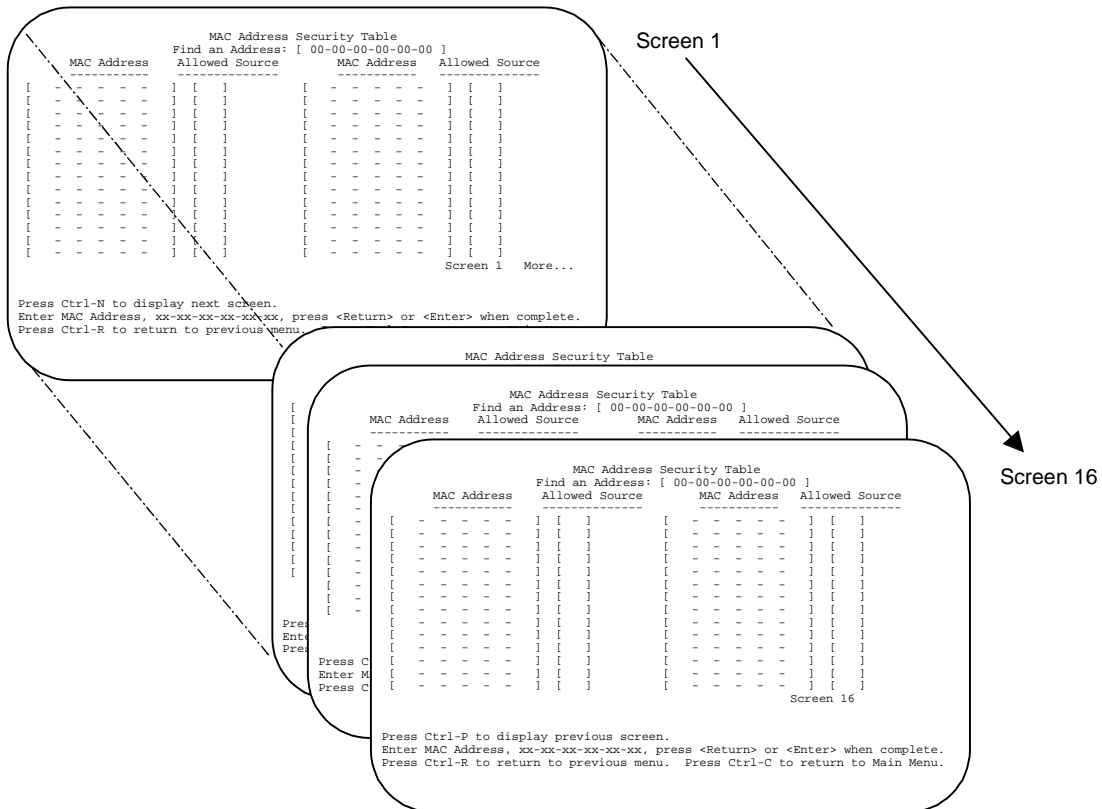 Screen 1
MAC Address Security Table
Find an Address: [ 00-00-00-00-00-00 ]
MAC Address Allowed Source MAC Address Allowed Source
------------ -------------- ------------ --------------
[ - - - - - ] [ ] [ - - - - - ] [ ]
[ - - - - - ] [ ] [ - - - - - ] [ ]
[ - - - - - ] [ ] [ - - - - - ] [ ]
[ - - - - - ] [ ] [ - - - - - ] [ ]
[ - - - - - ] [ ] [ - - - - - ] [ ]
[ - - - - - ] [ ] [ - - - - - ] [ ]
[ - - - - - ] [ ] [ - - - - - ] [ ]
[ - - - - - ] [ ] [ - - - - - ] [ ]
[ - - - - - ] [ ] [ - - - - - ] [ ]
[ - - - - - ] [ ] [ - - - - - ] [ ]
[ - - - - - ] [ ] [ - - - - - ] [ ]
[ - - - - - ] [ ] [ - - - - - ] [ ]
[ - - - - - ] [ ] [ - - - - - ] [ ]
[ - - - - - ] [ ] [ - - - - - ] [ ]
Screen 1 More...
Press Ctrl-N to display next screen.
Enter MAC Address, xx-xx-xx-xx-xx-xx, press <Return> or <Enter> when complete.
Press Ctrl-R to return to previous menu.
MAC Address Security Table
Pres
Ente
Pres
MAC Address Security Table
Find an Address: [ 00-00-00-00-00-00 ]
MAC Address Allowed Source MAC Address Allowed Source
------------ -------------- ------------ --------------
Press C
Enter M
Press C
Screen 16
MAC Address Security Table
Find an Address: [ 00-00-00-00-00-00 ]
MAC Address Allowed Source MAC Address Allowed Source
------------ -------------- ------------ --------------
[ - - - - - ] [ ] [ - - - - - ] [ ]
[ - - - - - ] [ ] [ - - - - - ] [ ]
[ - - - - - ] [ ] [ - - - - - ] [ ]
[ - - - - - ] [ ] [ - - - - - ] [ ]
[ - - - - - ] [ ] [ - - - - - ] [ ]
[ - - - - - ] [ ] [ - - - - - ] [ ]
[ - - - - - ] [ ] [ - - - - - ] [ ]
[ - - - - - ] [ ] [ - - - - - ] [ ]
[ - - - - - ] [ ] [ - - - - - ] [ ]
[ - - - - - ] [ ] [ - - - - - ] [ ]
[ - - - - - ] [ ] [ - - - - - ] [ ]
[ - - - - - ] [ ] [ - - - - - ] [ ]
[ - - - - - ] [ ] [ - - - - - ] [ ]
[ - - - - - ] [ ] [ - - - - - ] [ ]
Screen 16
Press Ctrl-P to display previous screen.
Enter MAC Address, xx-xx-xx-xx-xx-xx, press <Return> or <Enter> when complete.
Press Ctrl-R to return to previous menu. Press Ctrl-C to return to Main Menu.